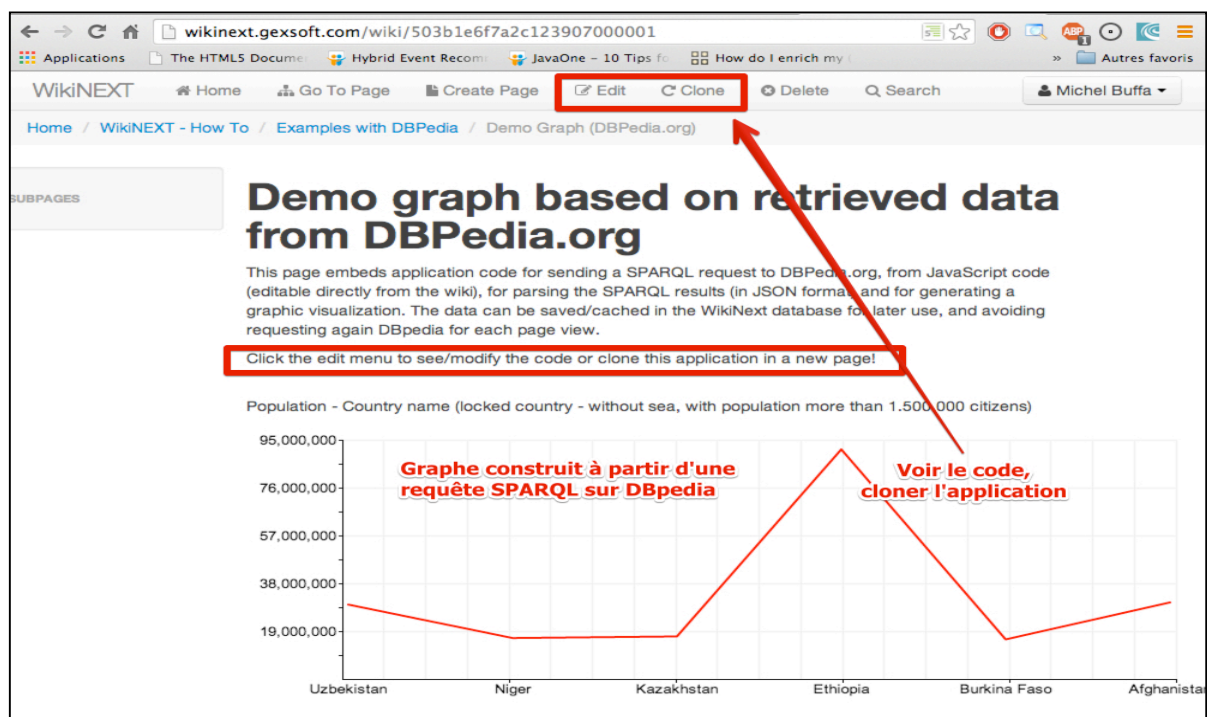 wikinext.gexsoft.com/wiki/503b1e6f7a2c123907000001
Applications The HTML5 Docume Hybrid Event Recom JavaOne – 10 Tips fo How do I enrich my » Autres favoris
WikiNEXT Home Go To Page Create Page Edit Clone Delete Search Michel Buffa
Home / WikiNEXT - How To / Examples with DBPedia / Demo Graph (DBPedia.org)
SUBPAGES
Demo graph based on retrieved data
from DBPedia.org
This page embeds application code for sending a SPARQL request to DBPedia.org, from JavaScript code
(editable directly from the wiki), for parsing the SPARQL results (in JSON format) and for generating a
graphic visualization. The data can be saved/cached in the WikiNext database for later use, and avoiding
requesting again DBpedia for each page view.
Click the edit menu to see/modify the code or clone this application in a new page!
Population - Country name (locked country - without sea, with population more than 1.500.000 citizens)
95,000,000
Graphe construit à partir d'une
requête SPARQL sur DBpedia
Voir le code,
cloner l'application
76,000,000
57,000,000
38,000,000
19,000,000
Uzbekistan Niger Kazakhstan Ethiopia Burkina Faso Afghanistan